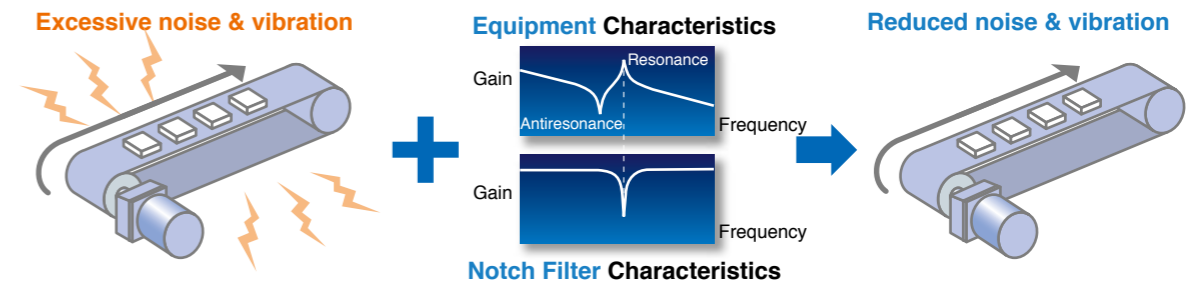 Excessive noise & vibration
Equipment Characteristics
Reduced noise & vibration
Gain
Resonance
Antiresonance
Frequency
Gain
Frequency
Notch Filter Characteristics